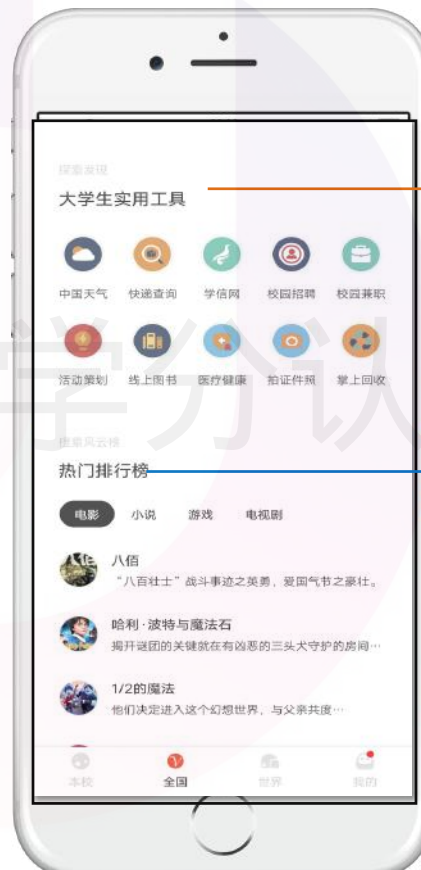 探索发现
大学生实用工具
中国天气 快递查询 学信网 校园招聘 校园兼职
活动策划 线上图书 医疗健康 拍证件照 掌上回收
学分认
热门排行榜
电影 小说 游戏 电视剧
八佰
“八百壮士”战斗事迹之英勇，爱国气节之豪壮。
哈利·波特与魔法石
揭开谜团的关键就在有凶恶的三头犬守护的房间…
1/2的魔法
他们决定进入这个幻想世界，与父亲共度…
本校 全国 世界 我的